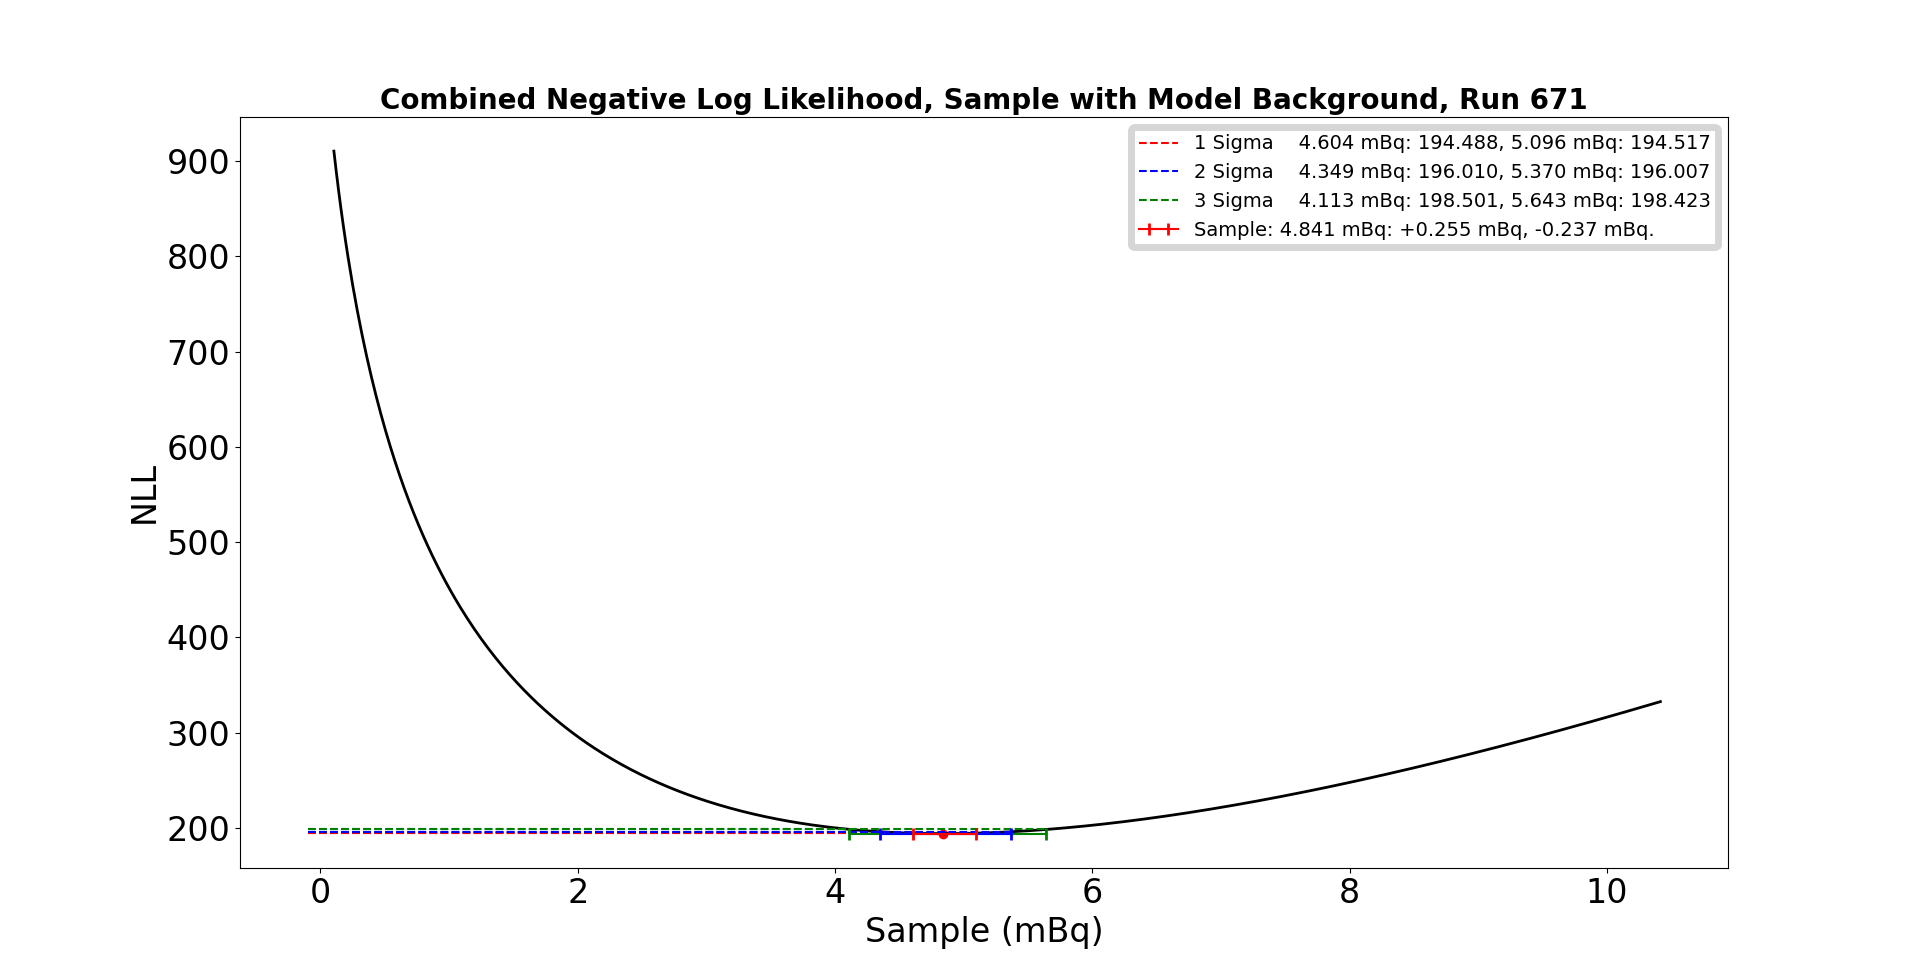 Combined Negative Log Likelihood, Sample with Model Background, Run 671
1 Sigma    4.604 mBq: 194.488, 5.096 mBq: 194.517
2 Sigma    4.349 mBq: 196.010, 5.370 mBq: 196.007
3 Sigma    4.113 mBq: 198.501, 5.643 mBq: 198.423
Sample: 4.841 mBq: +0.255 mBq, -0.237 mBq.
900
800
700
600
500
400
300
200
NLL
0 2 4 6 8 10
Sample (mBq)